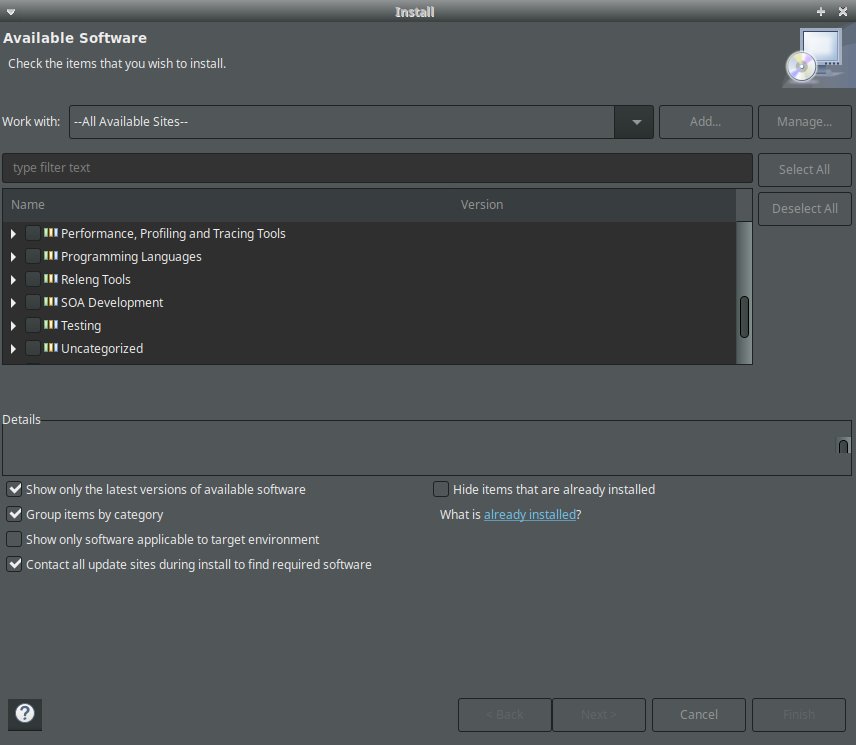 Install
Available Software
Check the items that you wish to install.
Work with: --All Available Sites-- Add... Manage...
type filter text Select All
Name Version Deselect All
Performance, Profiling and Tracing Tools
Programming Languages
Releng Tools
SOA Development
Testing
Uncategorized
Details
Show only the latest versions of available software Hide items that are already installed
Group items by category What is already installed?
Show only software applicable to target environment
Contact all update sites during install to find required software
? < Back Next > Cancel Finish